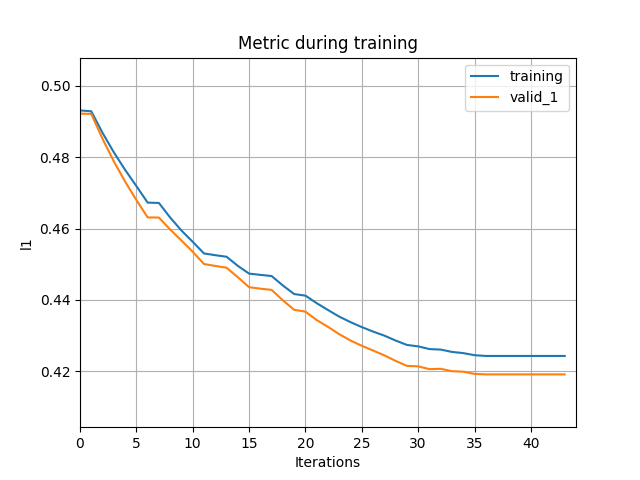 Metric during training
training
valid_1
0.50
0.48
0.46
0.44
0.42
l1
0 5 10 15 20 25 30 35 40
Iterations